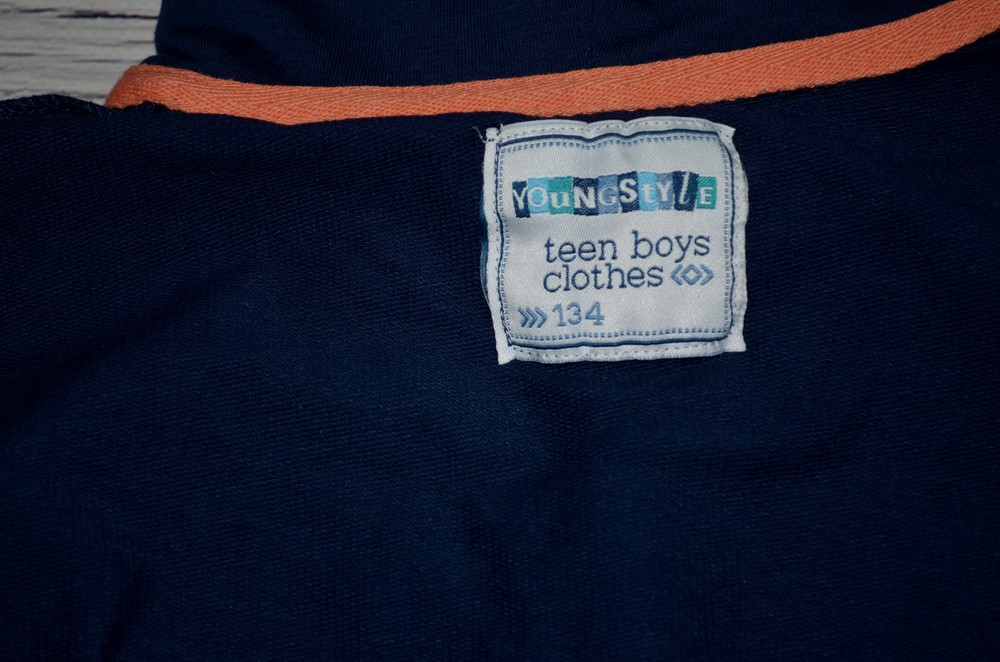 YOuNGStYlE
teen boys
clothes <<o>>
>>> 134